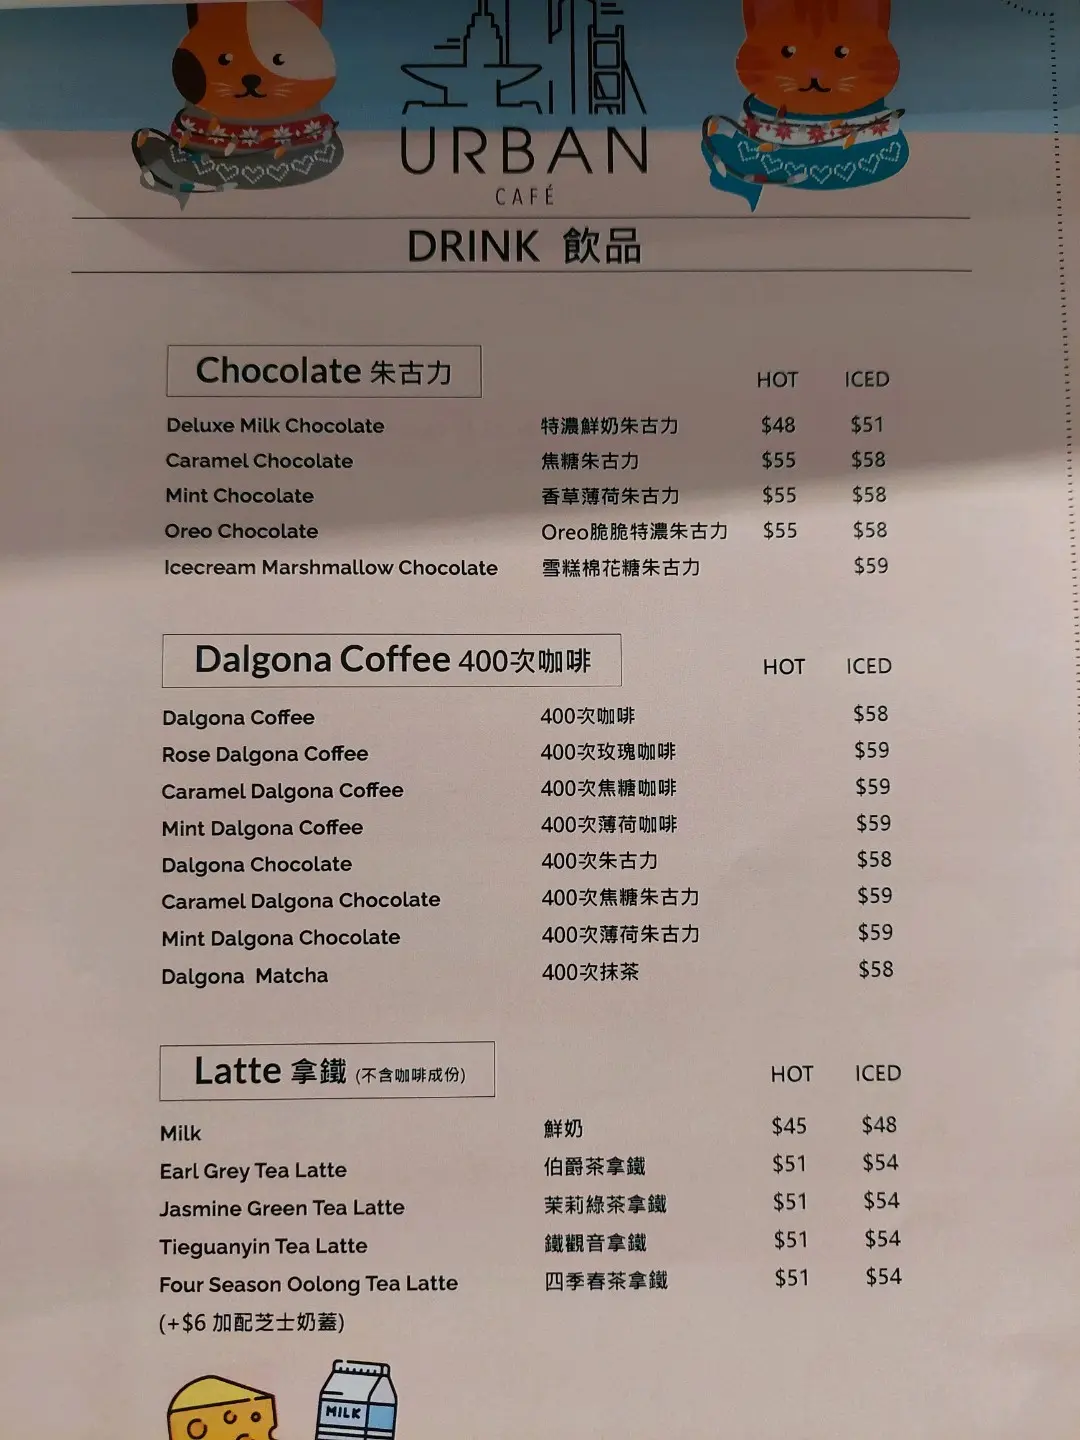 URBAN
CAFÉ
DRINK 飲品
Chocolate 朱古力 HOT ICED
Deluxe Milk Chocolate 特濃鮮奶朱古力 $48 $51
Caramel Chocolate 焦糖朱古力 $55 $58
Mint Chocolate 香草薄荷朱古力 $55 $58
Oreo Chocolate Oreo脆脆特濃朱古力 $55 $58
Icecream Marshmallow Chocolate 雪糕棉花糖朱古力 $59
Dalgona Coffee 400次咖啡 HOT ICED
Dalgona Coffee 400次咖啡 $58
Rose Dalgona Coffee 400次玫瑰咖啡 $59
Caramel Dalgona Coffee 400次焦糖咖啡 $59
Mint Dalgona Coffee 400次薄荷咖啡 $59
Dalgona Chocolate 400次朱古力 $58
Caramel Dalgona Chocolate 400次焦糖朱古力 $59
Mint Dalgona Chocolate 400次薄荷朱古力 $59
Dalgona Matcha 400次抹茶 $58
Latte 拿鐵 (不含咖啡成份) HOT ICED
Milk 鮮奶 $45 $48
Earl Grey Tea Latte 伯爵茶拿鐵 $51 $54
Jasmine Green Tea Latte 茉莉綠茶拿鐵 $51 $54
Tieguanyin Tea Latte 鐵觀音拿鐵 $51 $54
Four Season Oolong Tea Latte 四季春茶拿鐵 $51 $54
(+$6 加配芝士奶蓋)
MILK